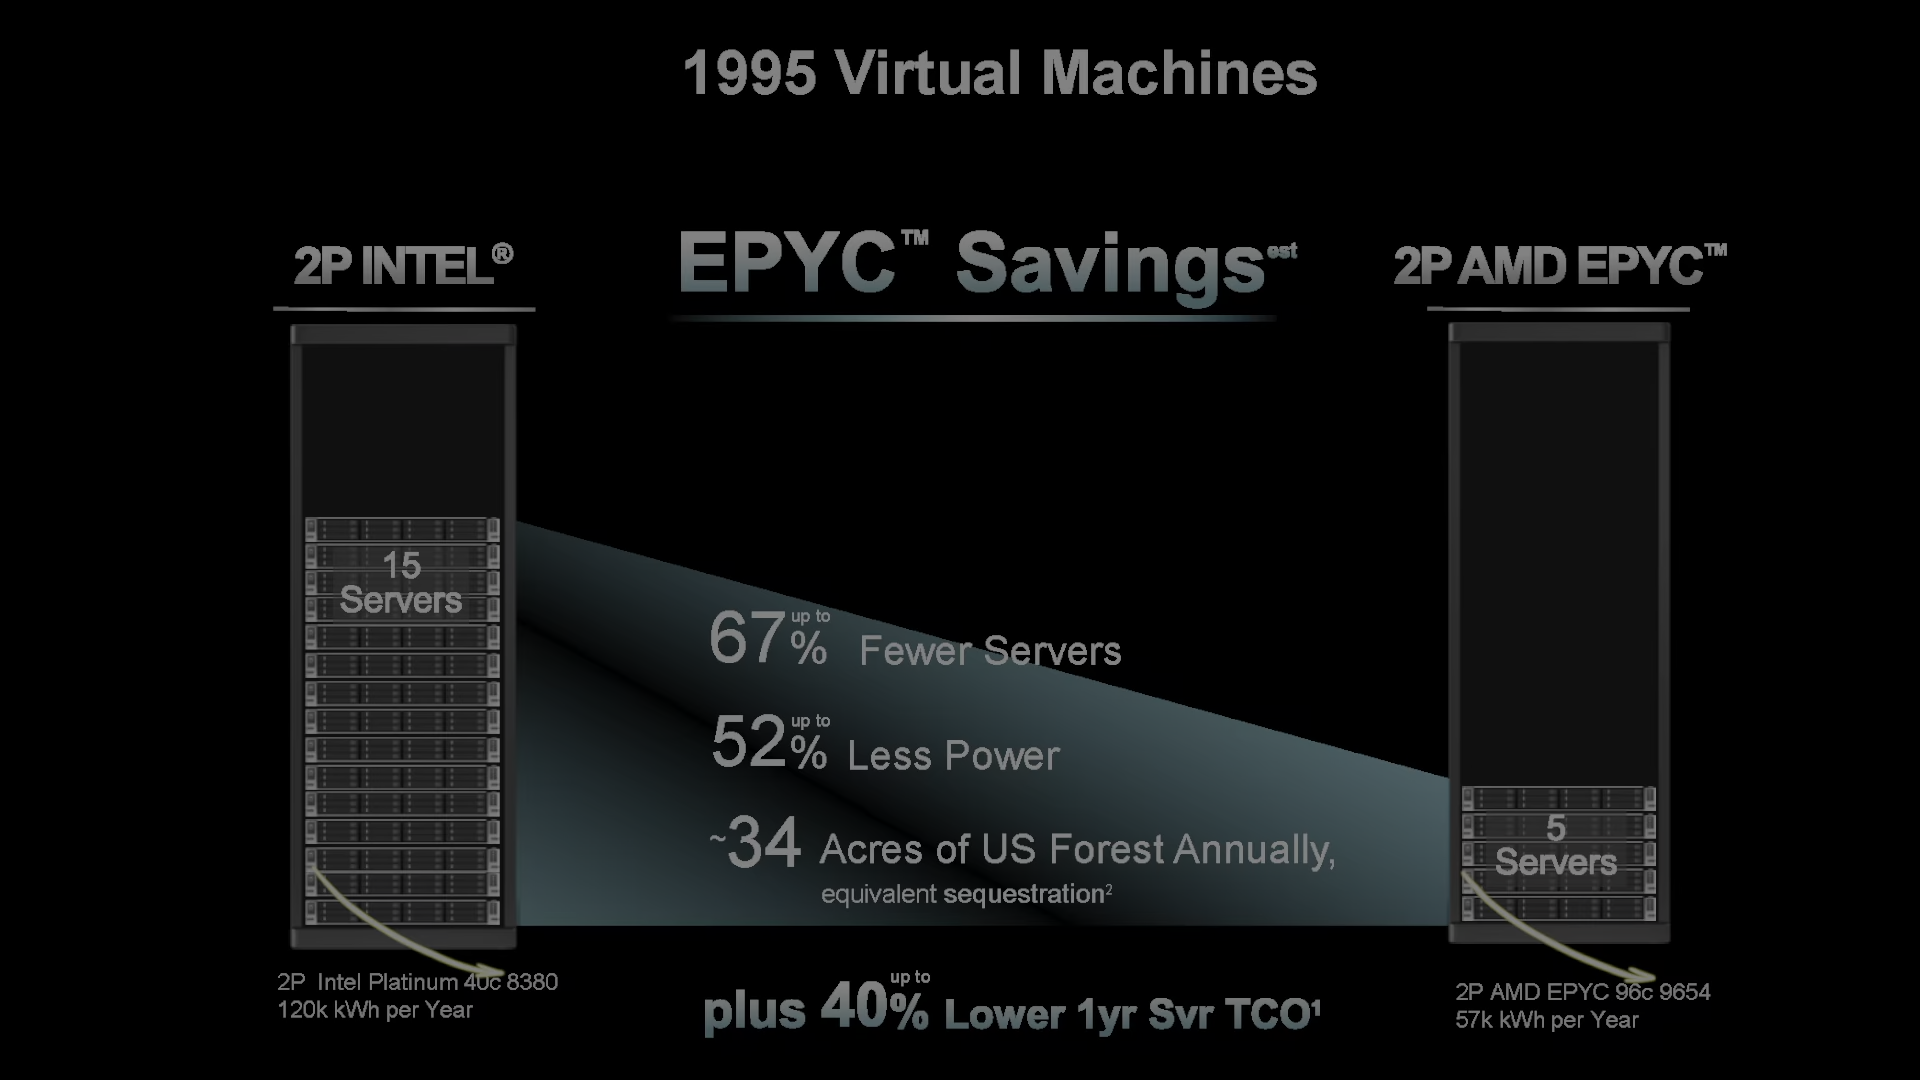 1995 Virtual Machines
2P INTEL®
EPYC™ Savings est
2P AMD EPYC™
15
Servers
67 up to % Fewer Servers
52 up to % Less Power
~34 Acres of US Forest Annually,
equivalent sequestration²
5
Servers
2P Intel Platinum 40c 8380
120k kWh per Year
plus 40 up to % Lower 1yr Svr TCO¹
2P AMD EPYC 96c 9654
57k kWh per Year